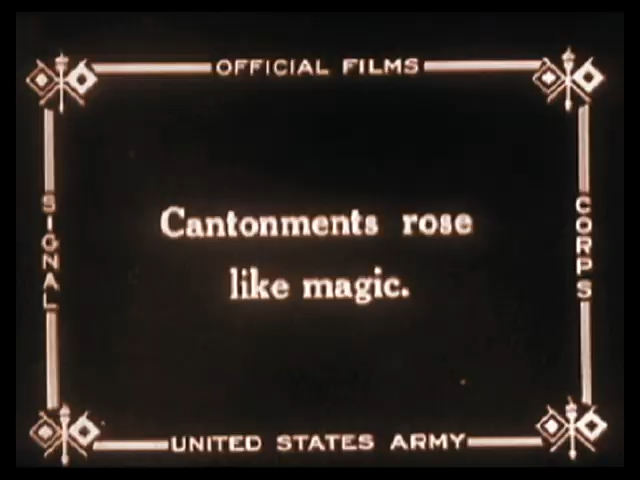 OFFICIAL FILMS
SIGNAL
CORPS
Cantonments rose
like magic.
UNITED STATES ARMY